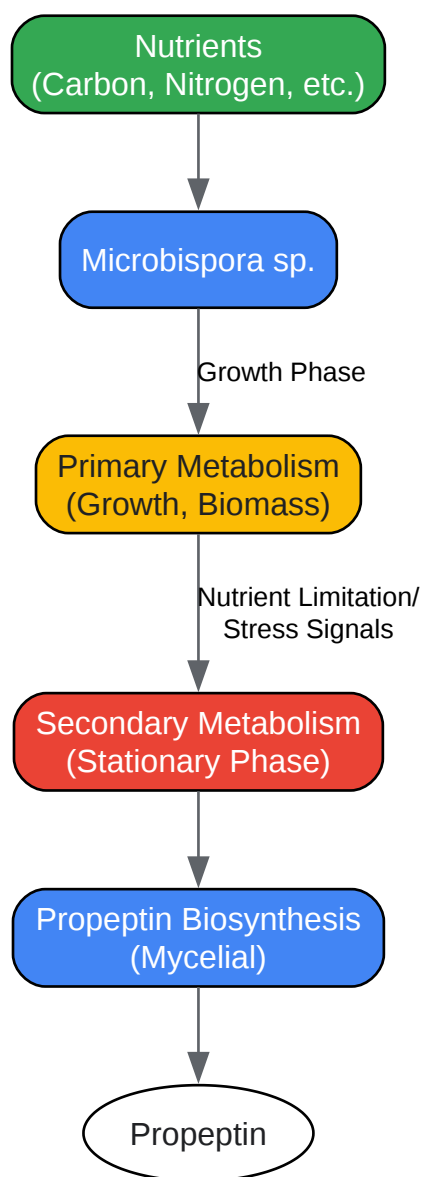 Nutrients
(Carbon, Nitrogen, etc.)
Microbispora sp.
Growth Phase
Primary Metabolism
(Growth, Biomass)
Nutrient Limitation/
Stress Signals
Secondary Metabolism
(Stationary Phase)
Propeptin Biosynthesis
(Mycelial)
Propeptin